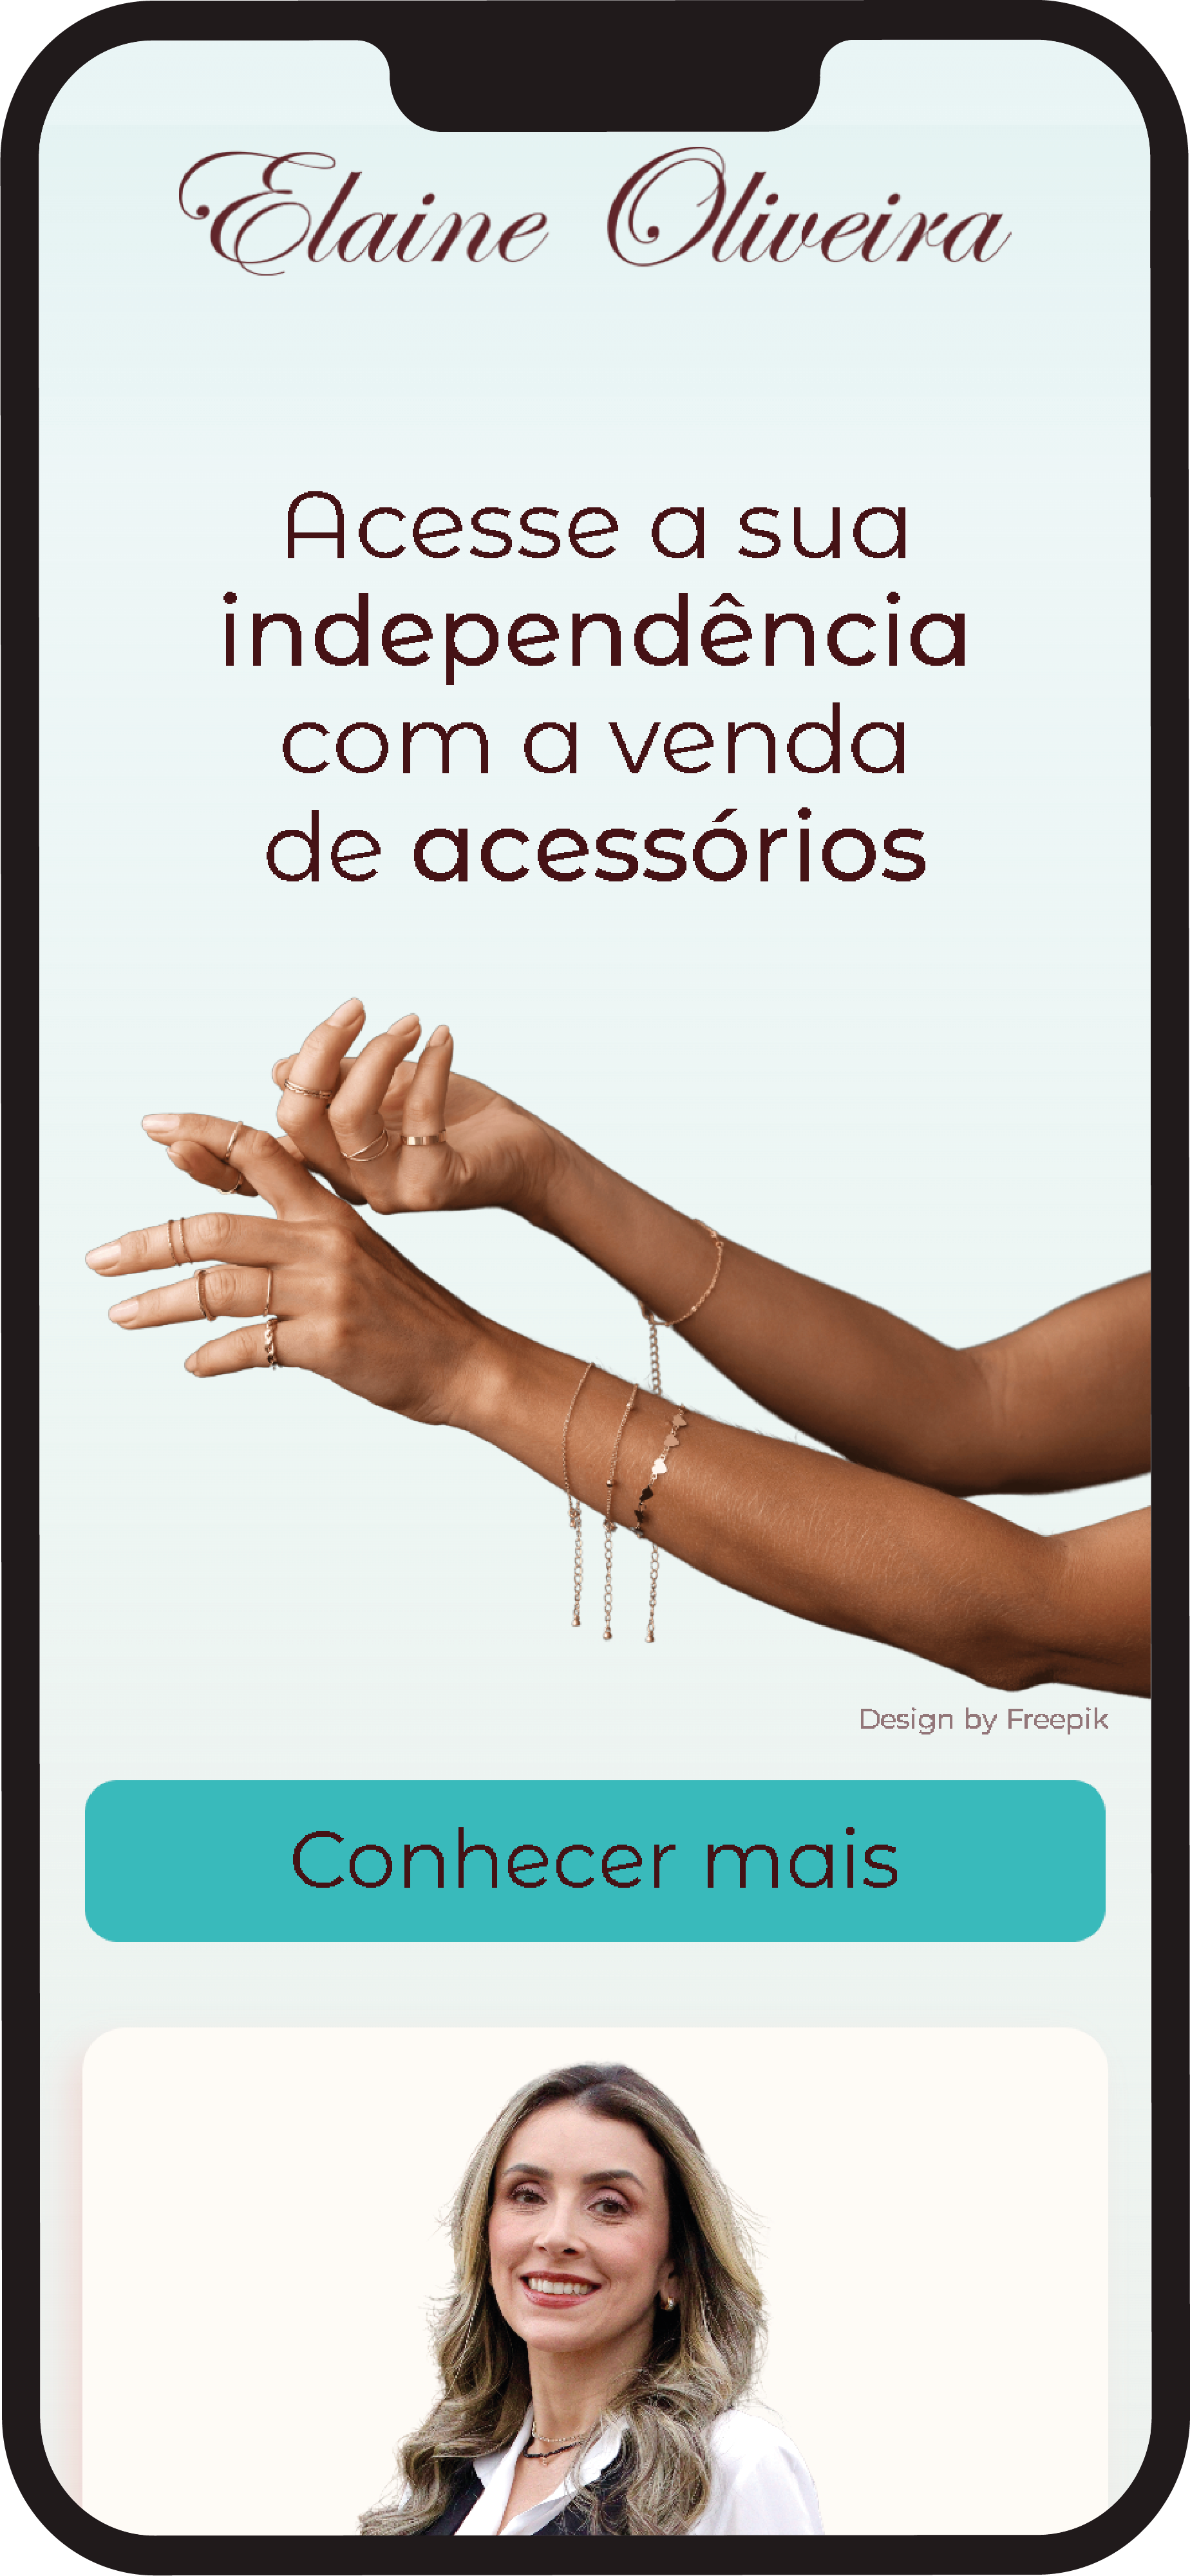 Elaine Oliveira
Acesse a sua
independência
com a venda
de acessórios
Design by Freepik
Conhecer mais